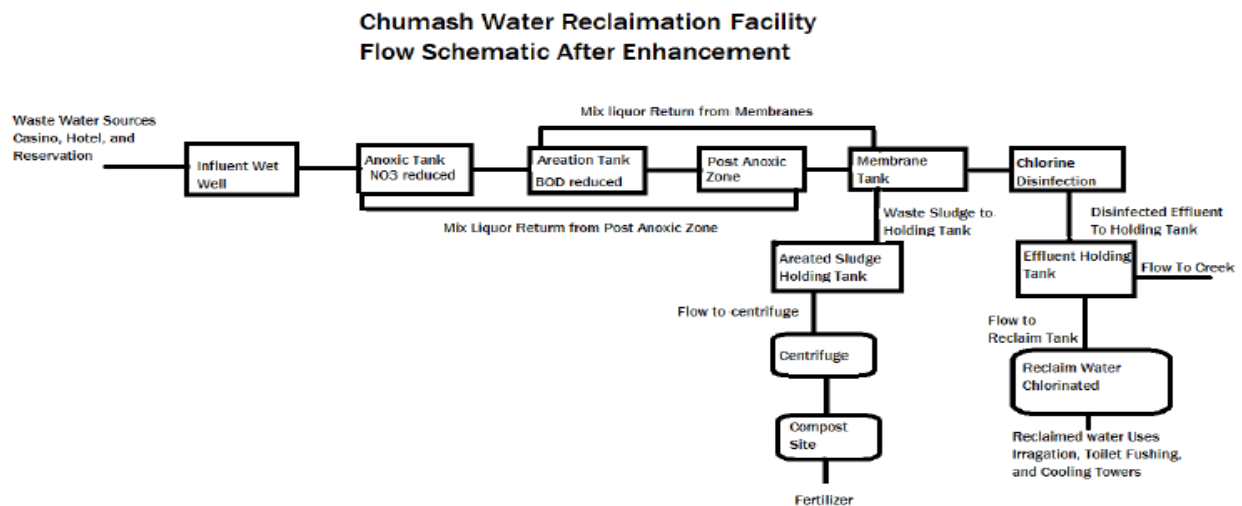 Chumash Water Reclaimation Facility
Flow Schematic After Enhancement
Mix liquor Return from Membranes
Waste Water Sources
Casino, Hotel, and
Reservation
Influent Wet
Well
Anoxic Tank
NO3 reduced
Areation Tank
BOD reduced
Post Anoxic
Zone
Membrane
Tank
Chlorine
Disinfection
Mix Liquor Returm from Post Anoxic Zone
Waste Sludge to
Holding Tank
Disinfected Effluent
To Holding Tank
Areated Sludge
Holding Tank
Effluent Holding
Tank
Flow To Creek
Flow to centrifuge
Flow to
Reclaim Tank
Centrifuge
Reclaim Water
Chlorinated
Compost
Site
Reclaimed water Uses
Irragation, Toilet Fushing,
and Cooling Towers
Fertilizer